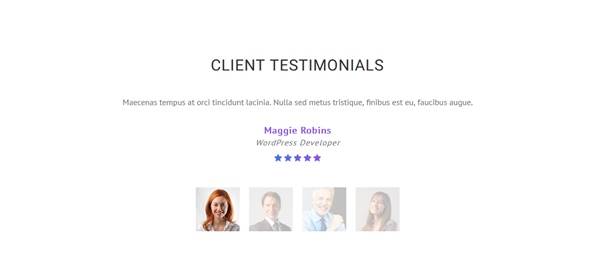 CLIENT TESTIMONIALS
Maecenas tempus at orci tincidunt lacinia. Nulla sed metus tristique, finibus est eu, faucibus augue.
Maggie Robins
WordPress Developer